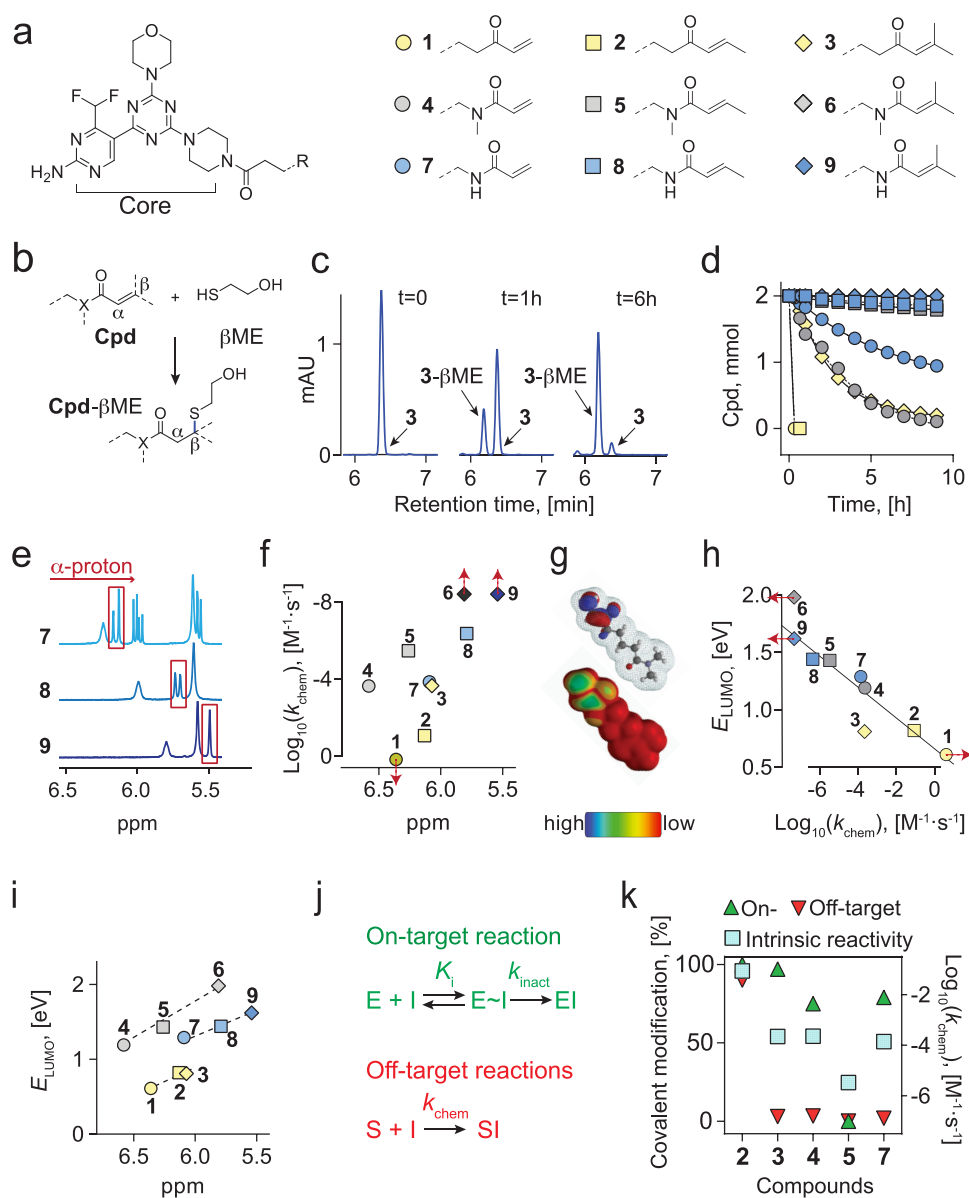 a
O
N
F F
N N
N N N
N N N R
H₂N N O
Core
O 1
O 2
O 3
4 N O
5 N O
6 N O
7 N H O
8 N H O
9 N H O
b
O β
X α
Cpd
+
HS OH
βME
Cpd-βME
OH
S
O α
X β
c
t=0 t=1h t=6h
mAU
1
0
3
3-βME
3
3-βME
3
6 7 6 7 6 7
Retention time, [min]
d
Cpd, mmol
2
1
0
0 5 10
Time, [h]
e
α-proton
7
8
9
6.5 6.0 5.5
ppm
f
Log₁₀(k_chem), [M⁻¹·s⁻¹]
-8
-4
0
6 9
5 8
4 7 3
2
1
6.5 6.0 5.5
ppm
g
high low
h
E_LUMO, [eV]
2.0
1.5
1.0
0.5
6
9
8 5 7
4
3 2 1
-6 -4 -2 0
Log₁₀(k_chem), [M⁻¹·s⁻¹]
i
E_LUMO, [eV]
2
1
0
6
4 5 7 8 9
1 2 3
6.5 6.0 5.5
ppm
j
On-target reaction
K_i k_inact
E + I E~I EI
Off-target reactions
k_chem
S + I SI
k
On- Off-target
Intrinsic reactivity
Covalent modification, [%]
100
50
0
-2
-4
-6
Log₁₀(k_chem), [M⁻¹·s⁻¹]
2 3 4 5 7
Compounds